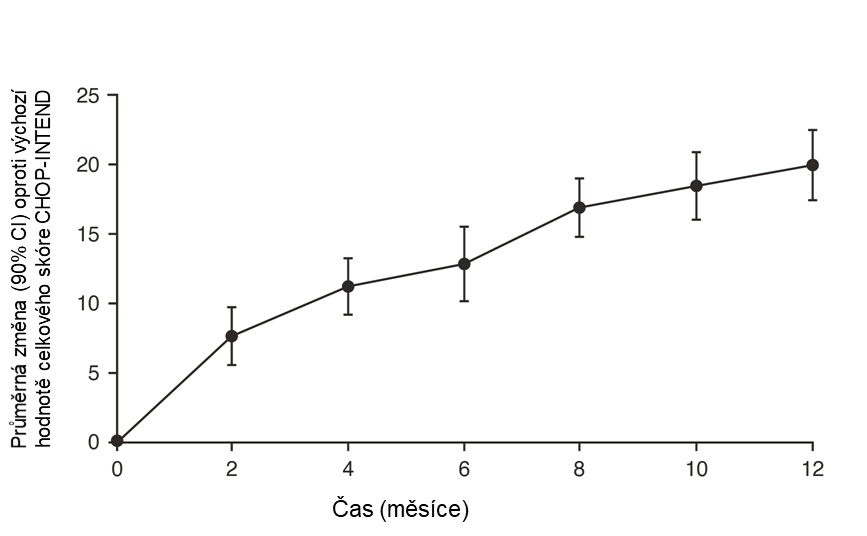 Průměrná změna (90% CI) oproti výchozí
hodnotě celkového skóre CHOP-INTEND
25
20
15
10
5
0
0 2 4 6 8 10 12
Čas (měsíce)